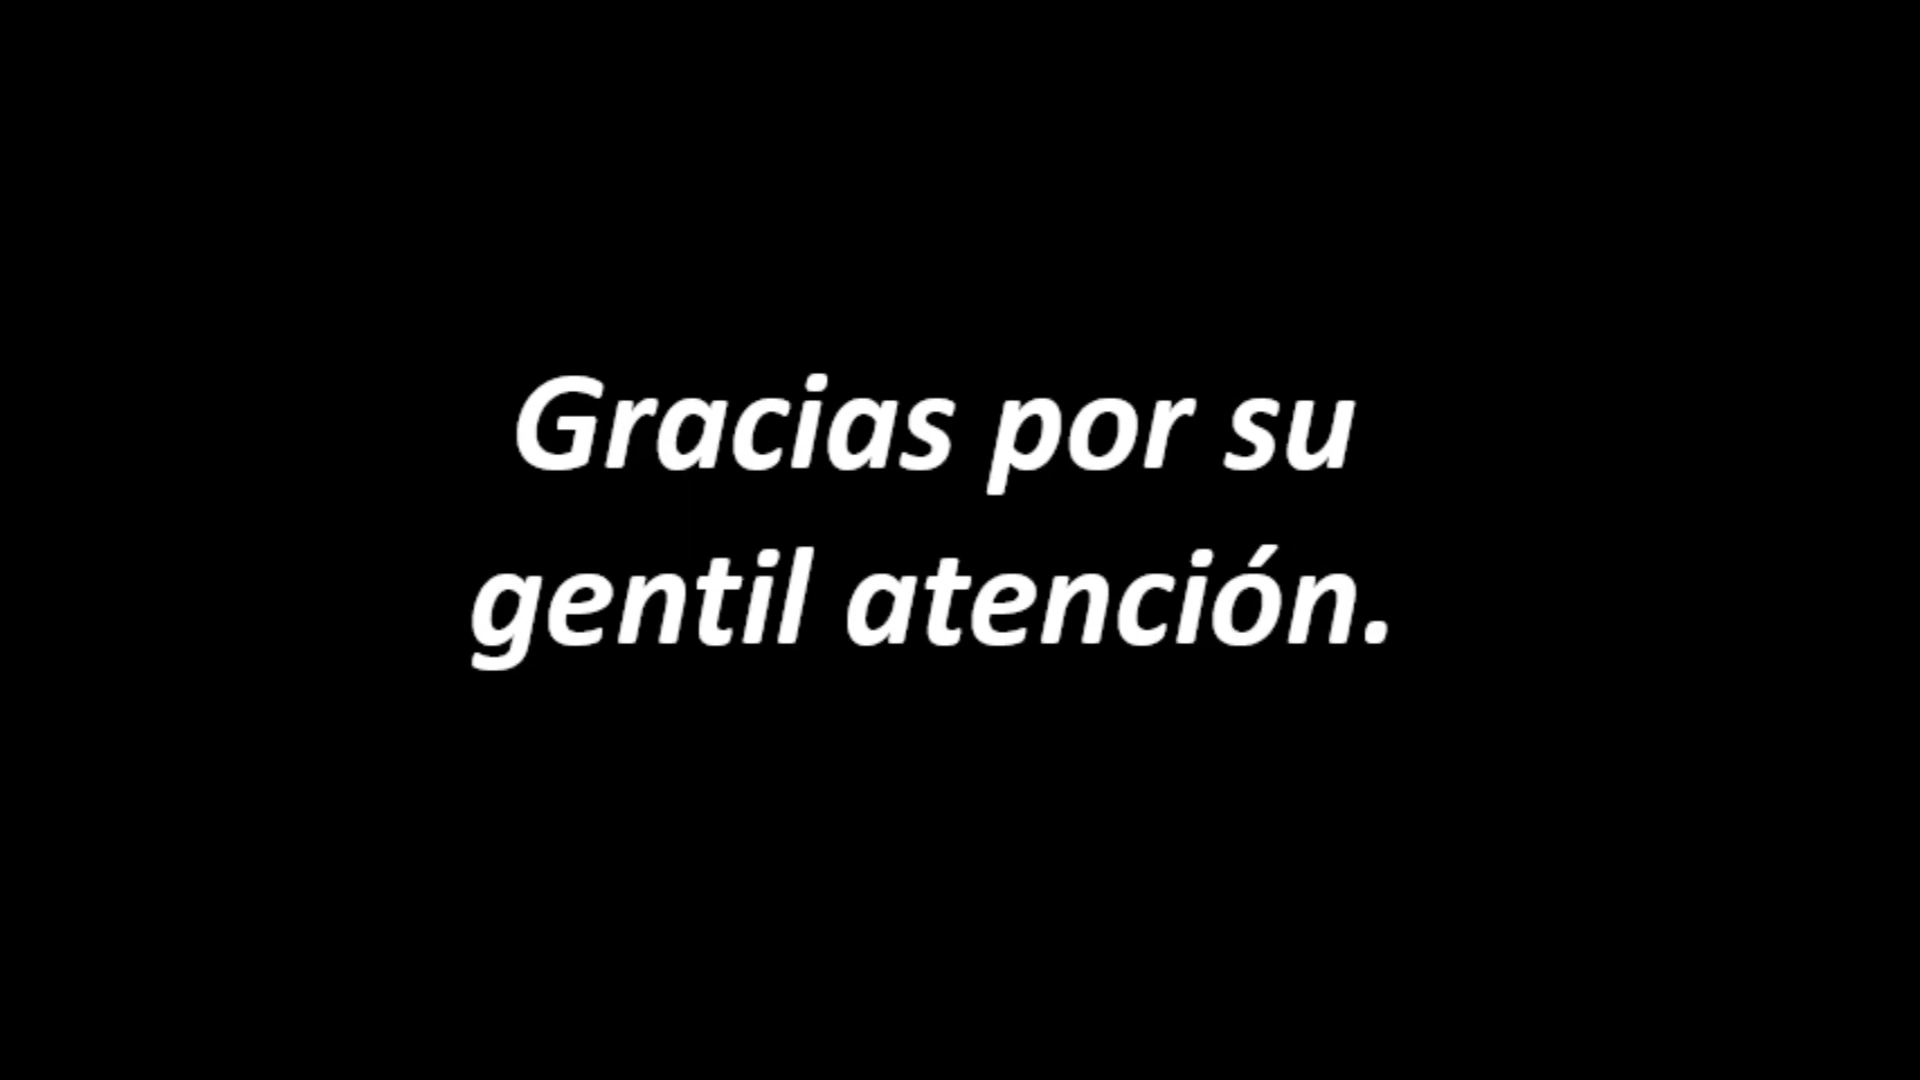 Gracias por su
gentil atención.